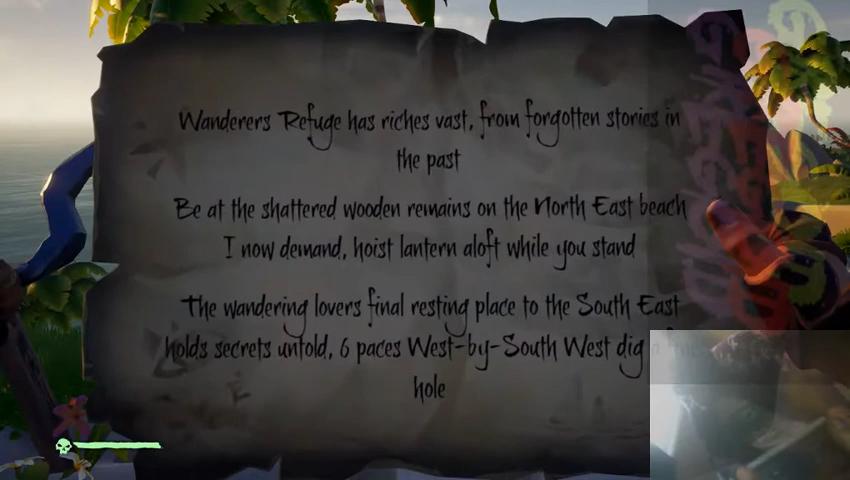 Wanderers Refuge has riches vast, from forgotten stories in
the past
Be at the shattered wooden remains on the North East beach
I now demand, hoist lantern aloft while you stand
The wandering lovers final resting place to the South East
holds secrets untold, 6 paces West-by-South West dig
hole